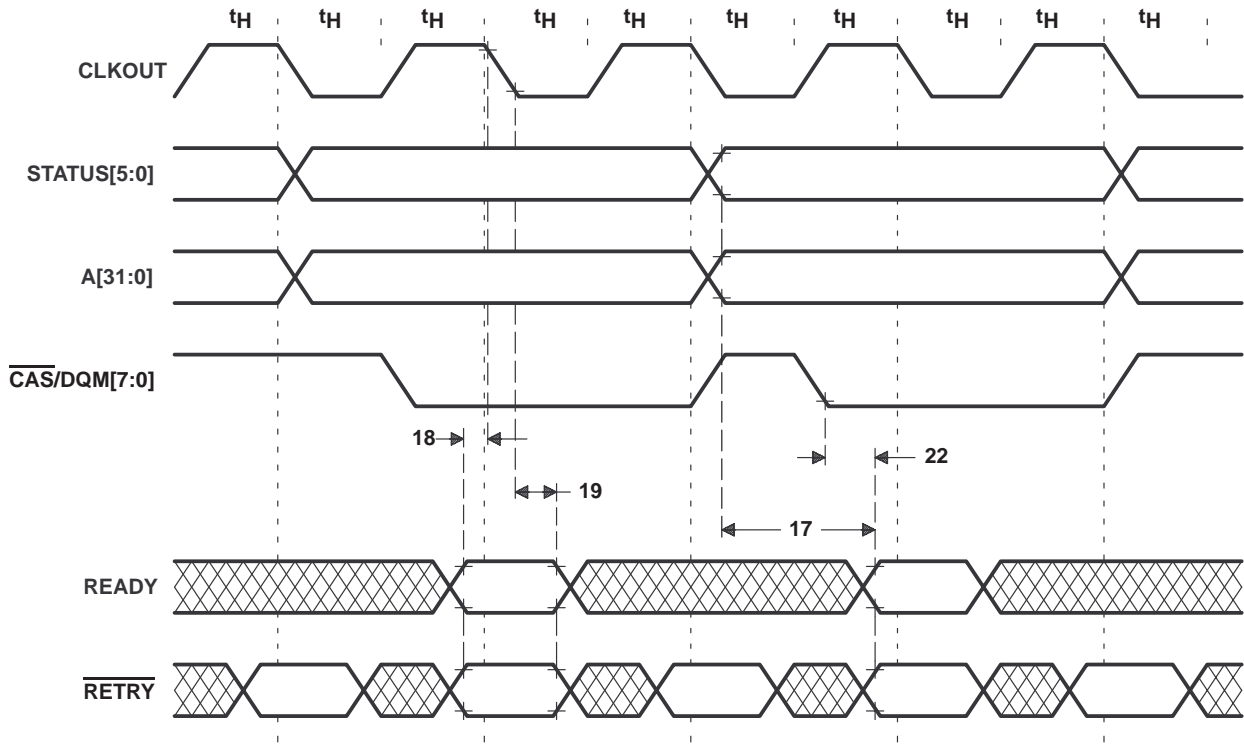 tH tH tH tH tH tH tH tH tH tH
CLKOUT
STATUS[5:0]
A[31:0]
CAS/DQM[7:0]
18
22
19
17
READY
RETRY